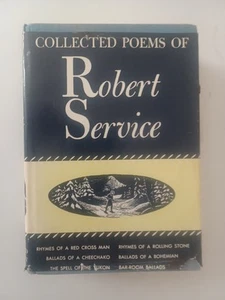 COLLECTED POEMS OF
Robert
Service
RHYMES OF A RED CROSS MAN
RHYMES OF A ROLLING STONE
BALLADS OF A CHEECHAKO
BALLADS OF A BOHEMIAN
THE SPELL OF THE YUKON
BAR-ROOM BALLADS